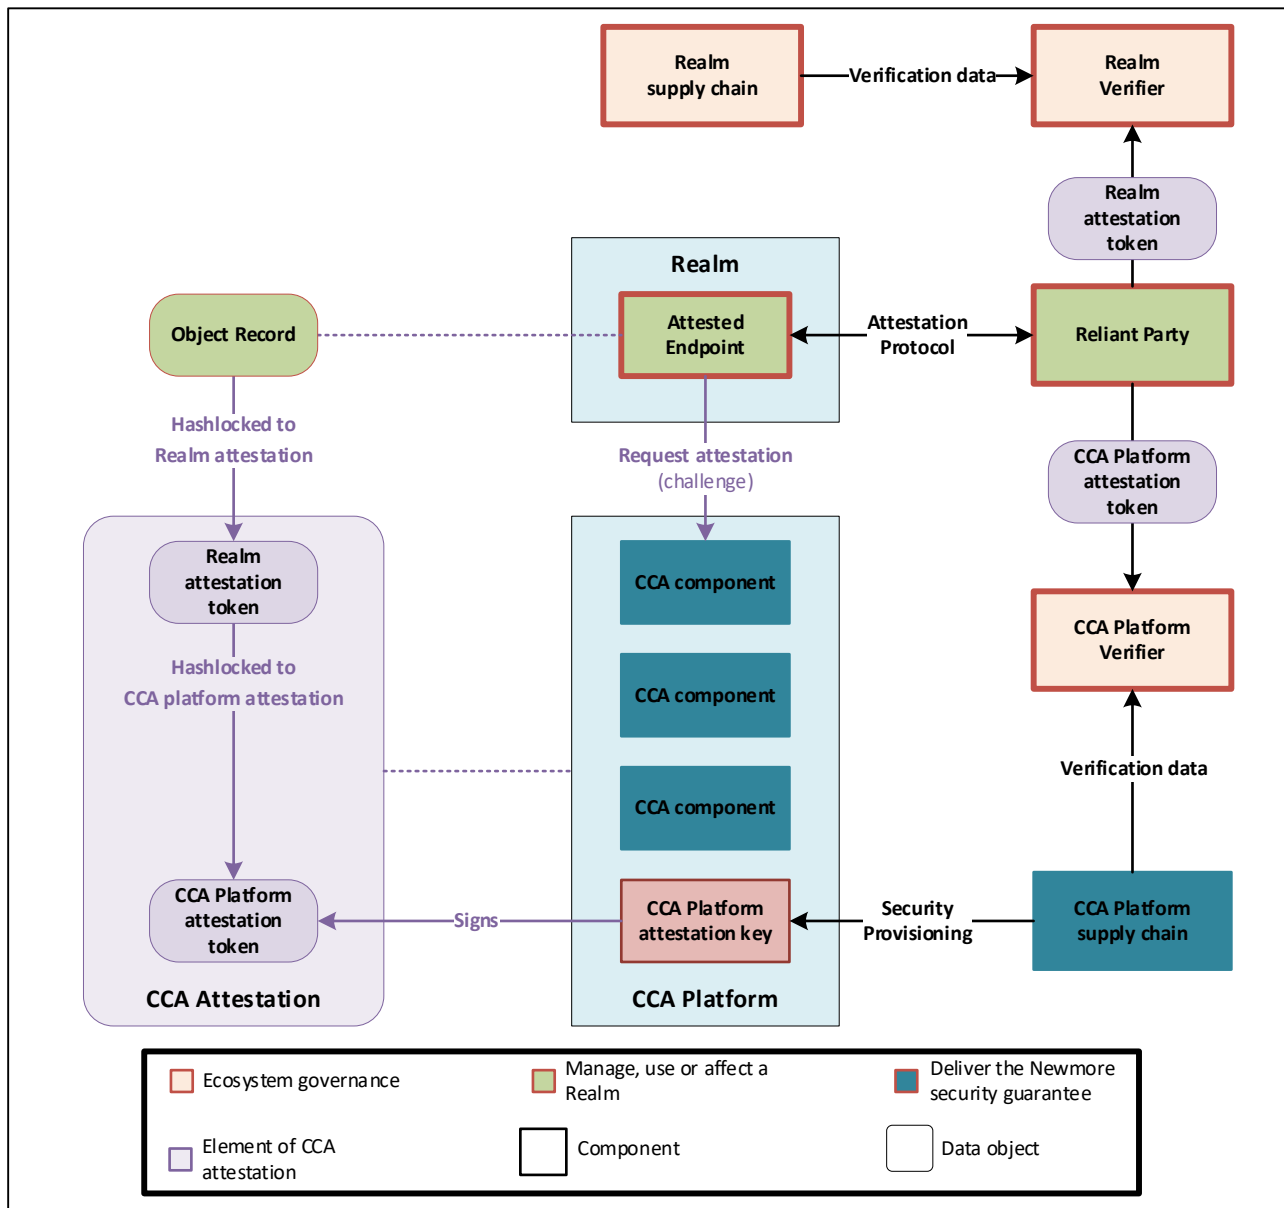 Realm
supply chain
Verification data
Realm
Verifier
Realm
attestation
token
Realm
Object Record
Attested
Endpoint
Attestation
Protocol
Reliant Party
Hashlocked to
Realm attestation
Request attestation
(challenge)
CCA Platform
attestation
token
Realm
attestation
token
CCA component
CCA Platform
Verifier
Hashlocked to
CCA platform attestation
CCA component
Verification data
CCA component
CCA Platform
attestation
token
Signs
CCA Platform
attestation key
Security
Provisioning
CCA Platform
supply chain
CCA Attestation
CCA Platform
Ecosystem governance
Manage, use or affect a
Realm
Deliver the Newmore
security guarantee
Element of CCA
attestation
Component
Data object